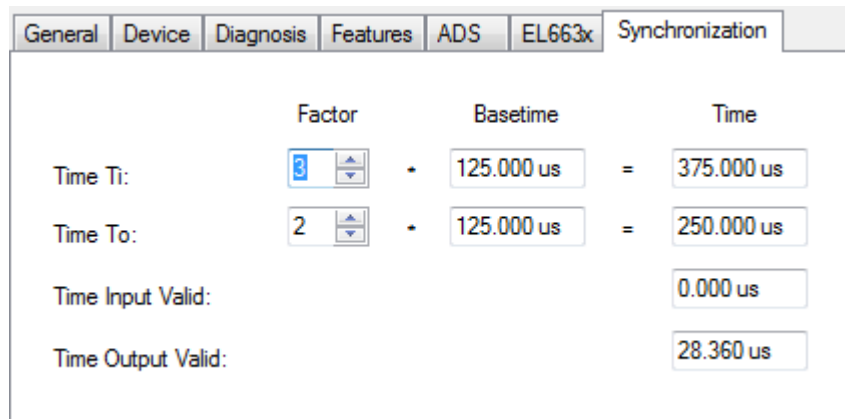 General Device Diagnosis Features ADS EL663x Synchronization
Factor Basetime Time
Time Ti: 3 * 125.000 us = 375.000 us
Time To: 2 * 125.000 us = 250.000 us
Time Input Valid: 0.000 us
Time Output Valid: 28.360 us